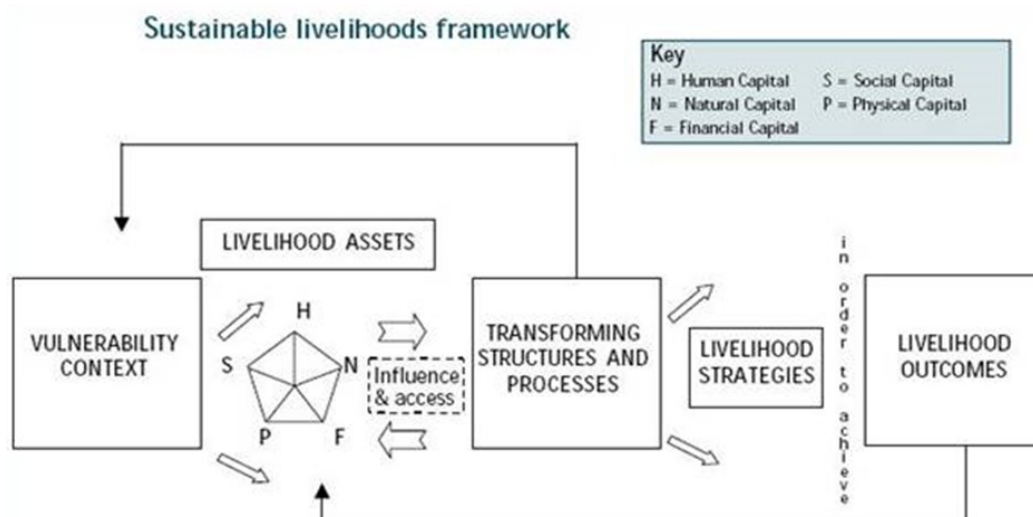 Sustainable livelihoods framework
Key
H = Human Capital S = Social Capital
N = Natural Capital P = Physical Capital
F = Financial Capital
LIVELIHOOD ASSETS
VULNERABILITY
CONTEXT
H
S
N
P
F
Influence
& access
TRANSFORMING
STRUCTURES AND
PROCESSES
LIVELIHOOD
STRATEGIES
in order to achieve
LIVELIHOOD
OUTCOMES